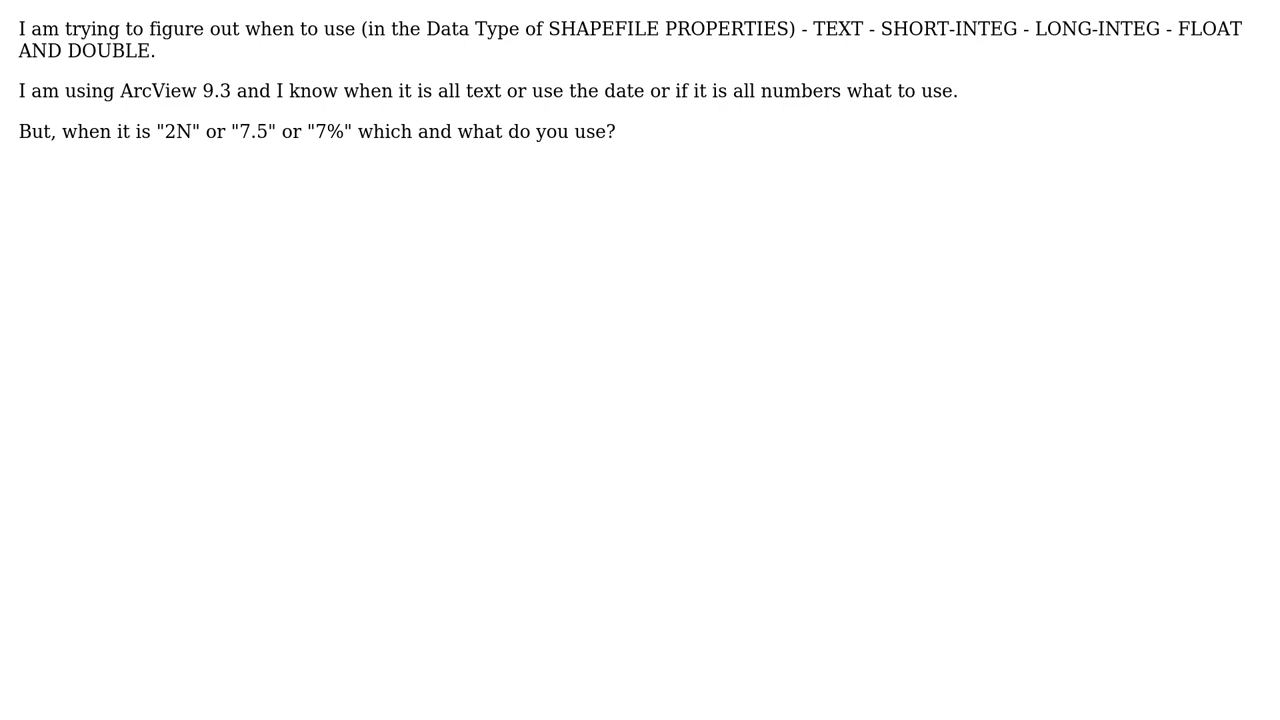 I am trying to figure out when to use (in the Data Type of SHAPEFILE PROPERTIES) - TEXT - SHORT-INTEG - LONG-INTEG - FLOAT
AND DOUBLE.
I am using ArcView 9.3 and I know when it is all text or use the date or if it is all numbers what to use.
But, when it is "2N" or "7.5" or "7%" which and what do you use?